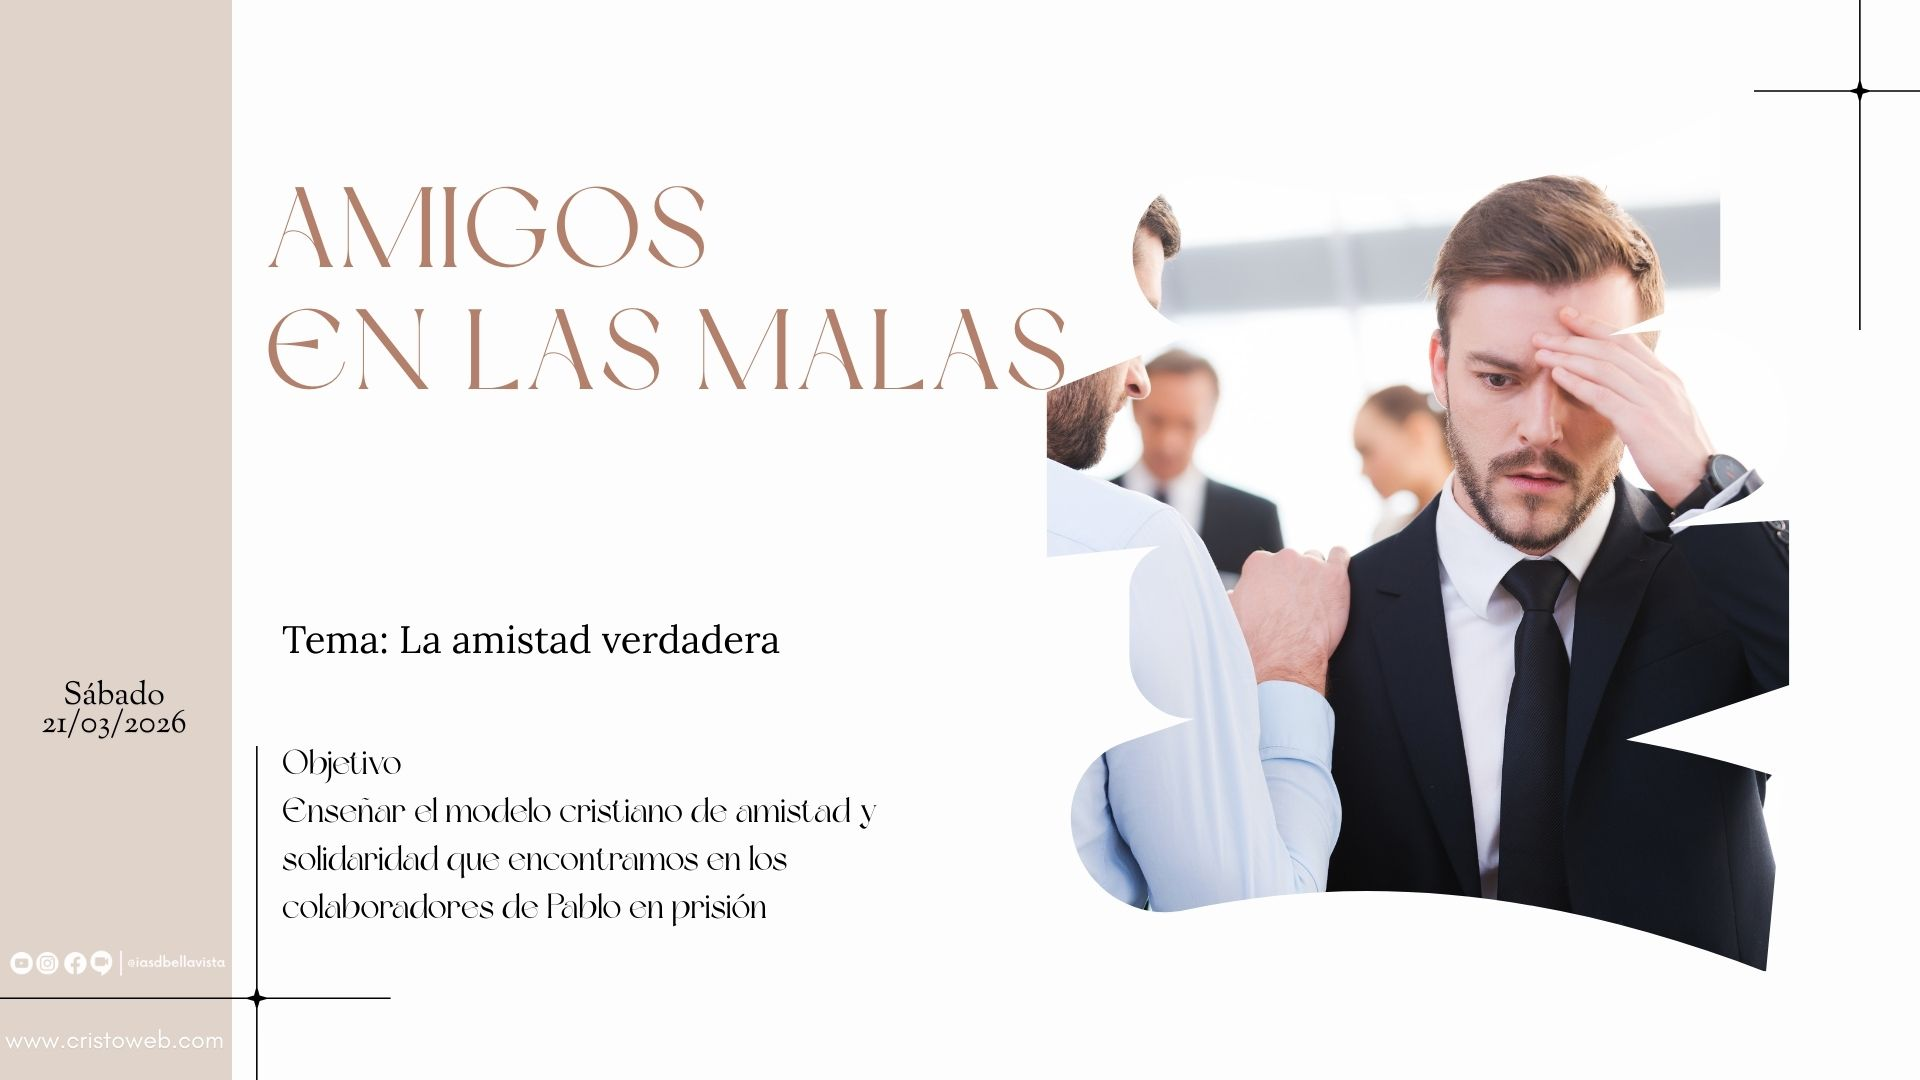 AMIGOS
EN LAS MALAS
Tema: La amistad verdadera
Sábado
21/03/2026
Objetivo
Enseñar el modelo cristiano de amistad y
solidaridad que encontramos en los
colaboradores de Pablo en prisión
@iasdbellavista
www.cristoweb.com